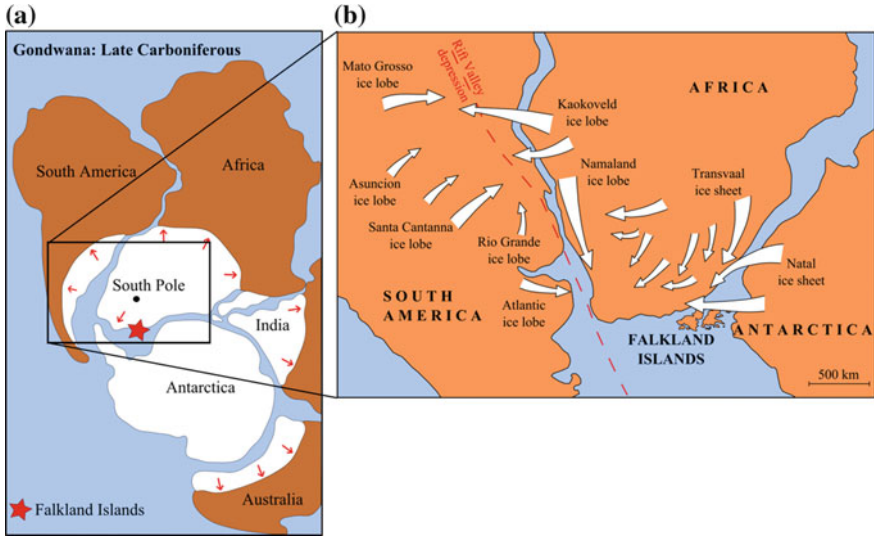 (a)
Gondwana: Late Carboniferous
South America
Africa
South Pole
India
Antarctica
Australia
Falkland Islands
(b)
Rift Valley
depression
Mato Grosso
ice lobe
Kaokoveld
ice lobe
AFRICA
Asuncion
ice lobe
Namaland
ice lobe
Transvaal
ice sheet
Santa Cantanna
ice lobe
Rio Grande
ice lobe
Natal
ice sheet
SOUTH
AMERICA
Atlantic
ice lobe
FALKLAND
ISLANDS
ANTARCTICA
500 km